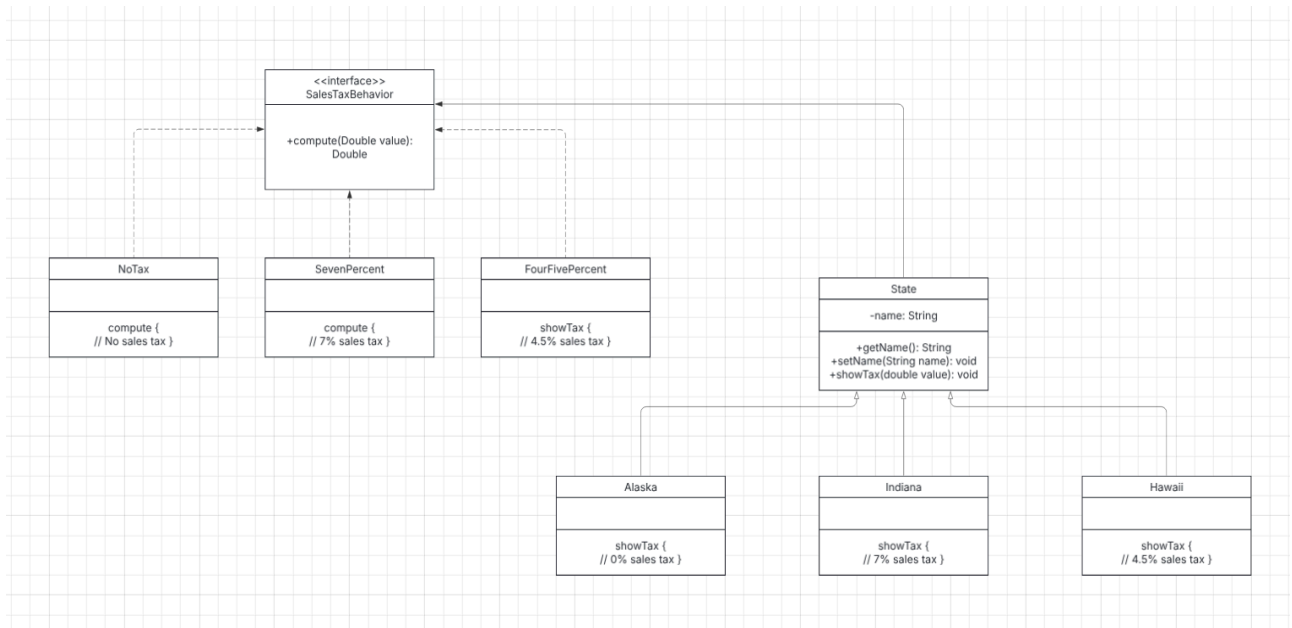 <<interface>>
SalesTaxBehavior
+compute(Double value):
Double
NoTax
compute {
// No sales tax }
SevenPercent
compute {
// 7% sales tax }
FourFivePercent
showTax {
// 4.5% sales tax }
State
-name: String
+getName(): String
+setName(String name): void
+showTax(double value): void
Alaska
showTax {
// 0% sales tax }
Indiana
showTax {
// 7% sales tax }
Hawaii
showTax {
// 4.5% sales tax }